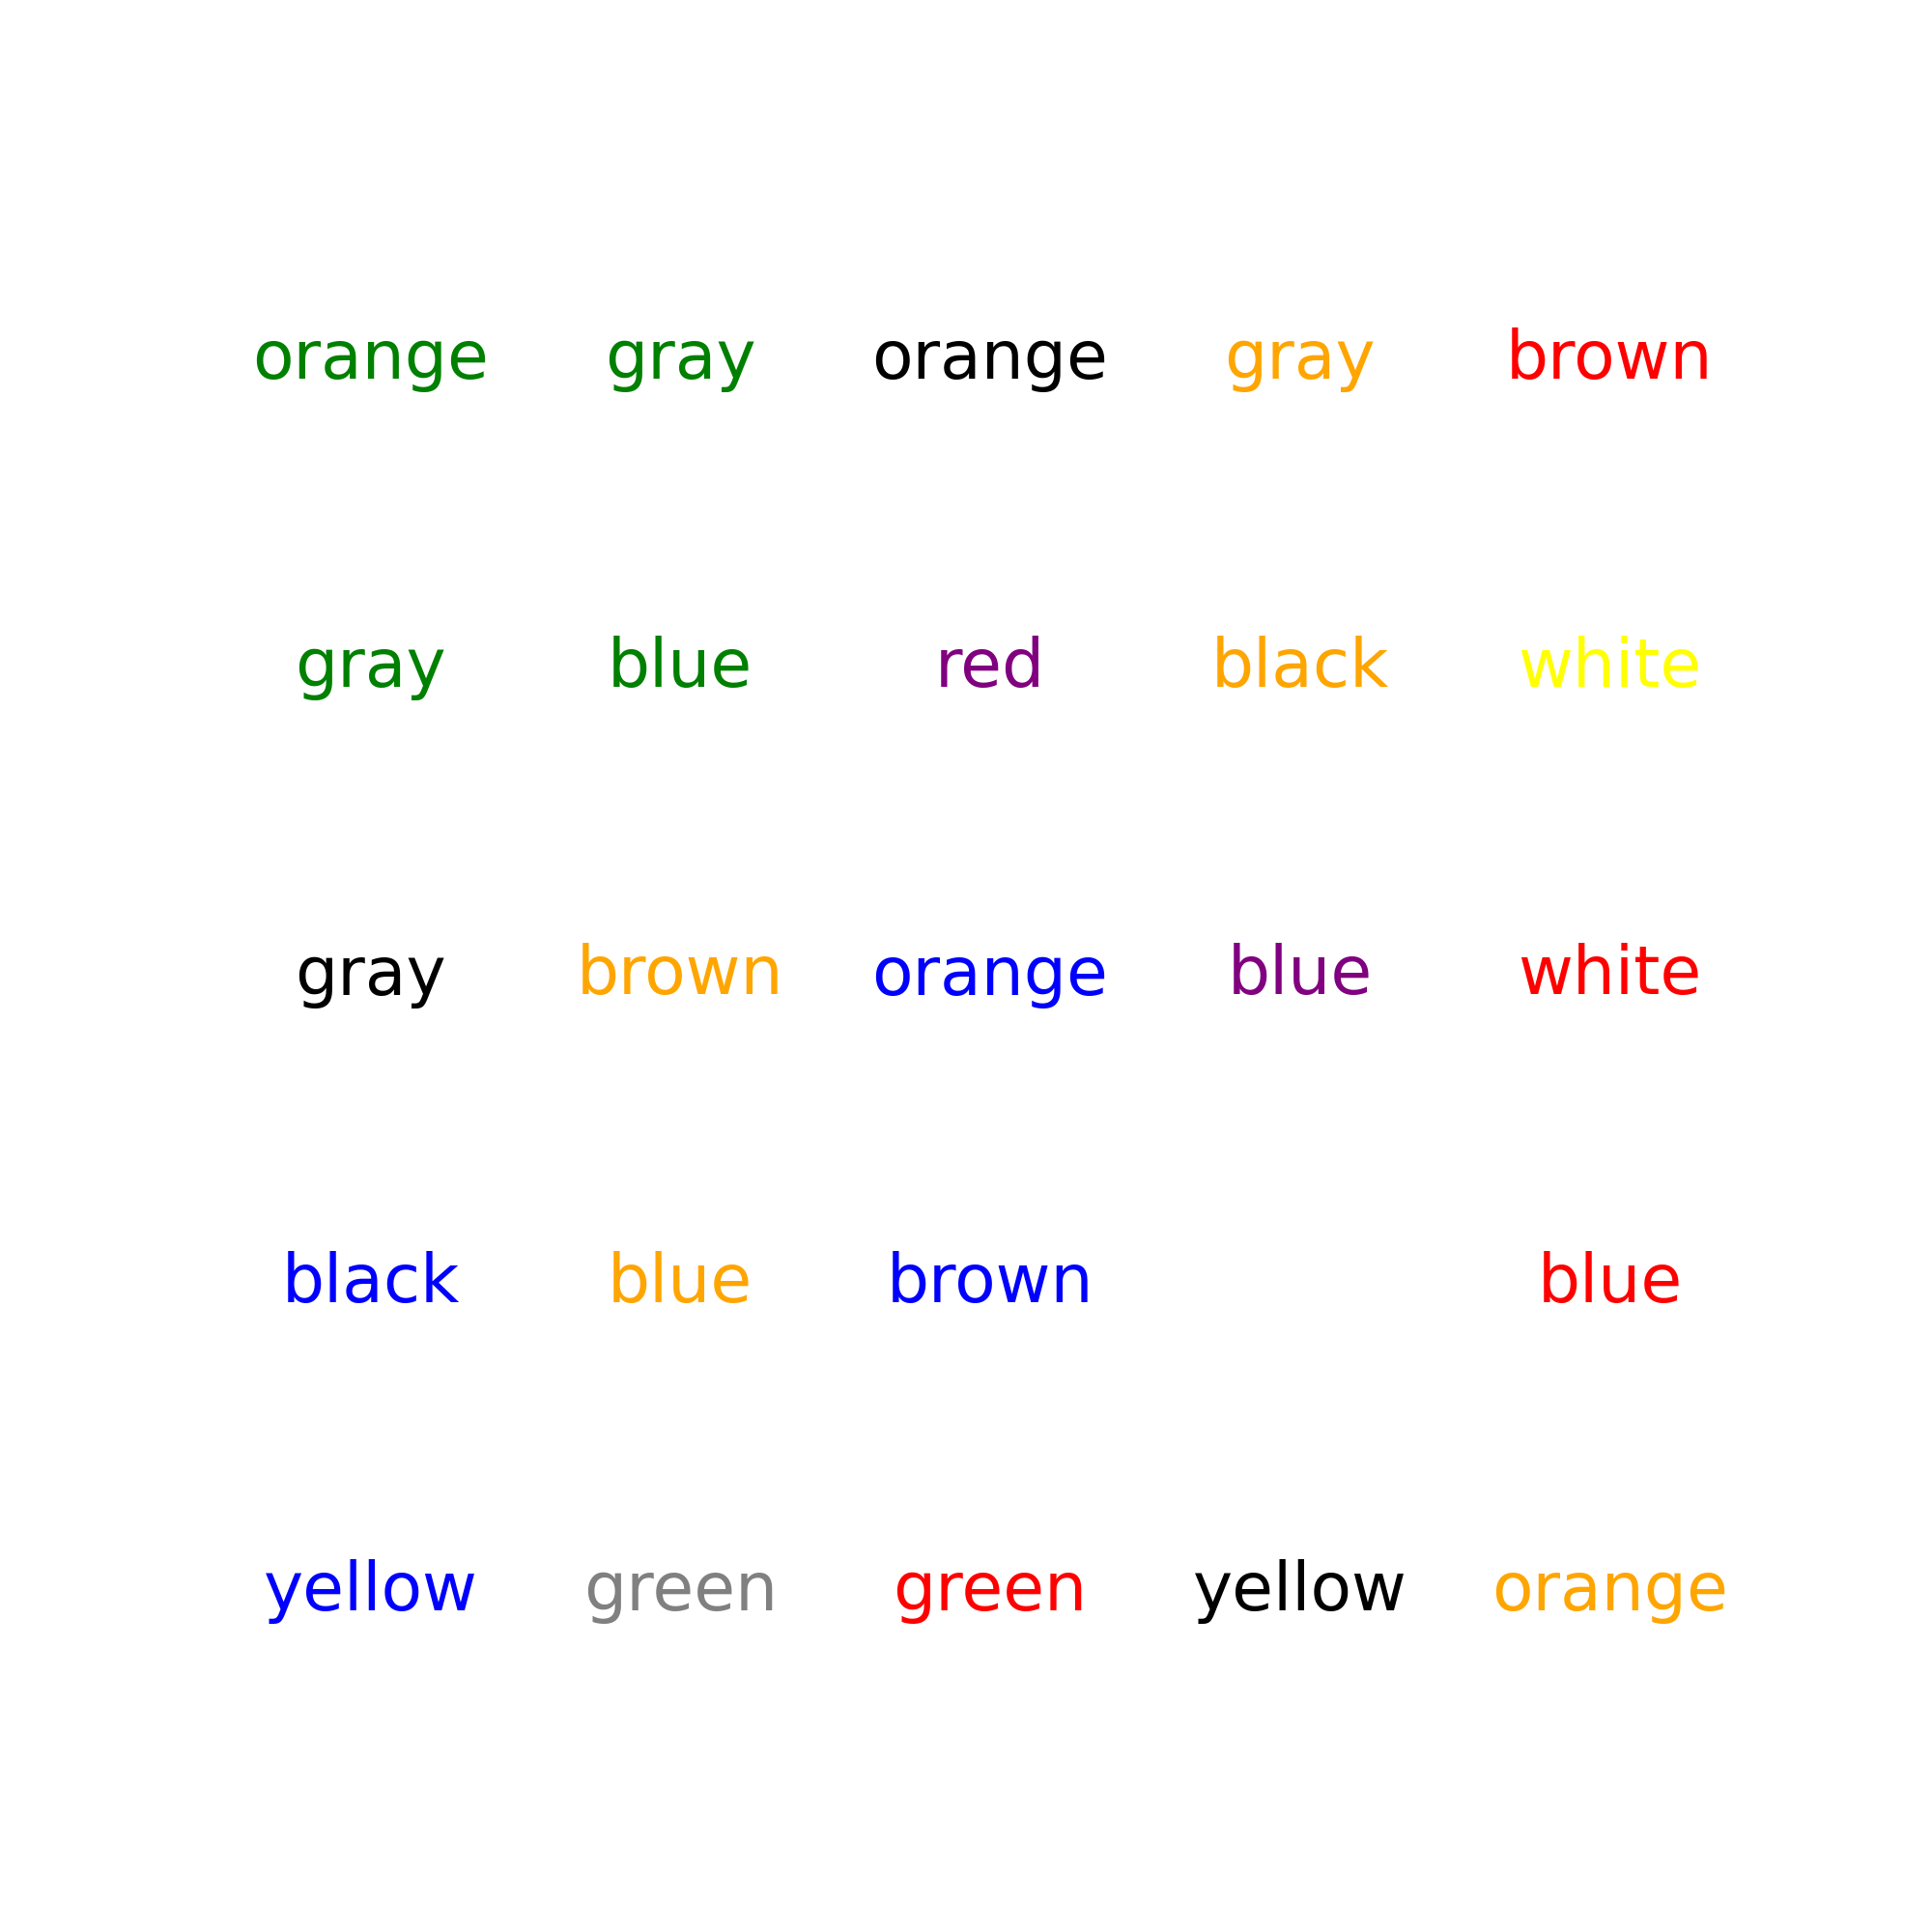 orange gray orange gray brown
gray blue red black white
gray brown orange blue white
black blue brown blue
yellow green green yellow orange